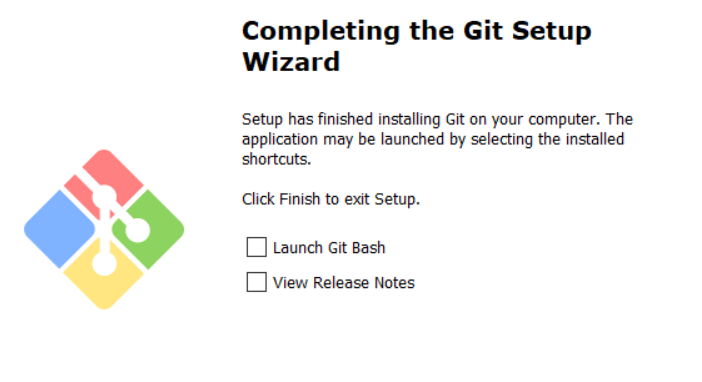 Completing the Git Setup
Wizard
Setup has finished installing Git on your computer. The
application may be launched by selecting the installed
shortcuts.
Click Finish to exit Setup.
Launch Git Bash
View Release Notes